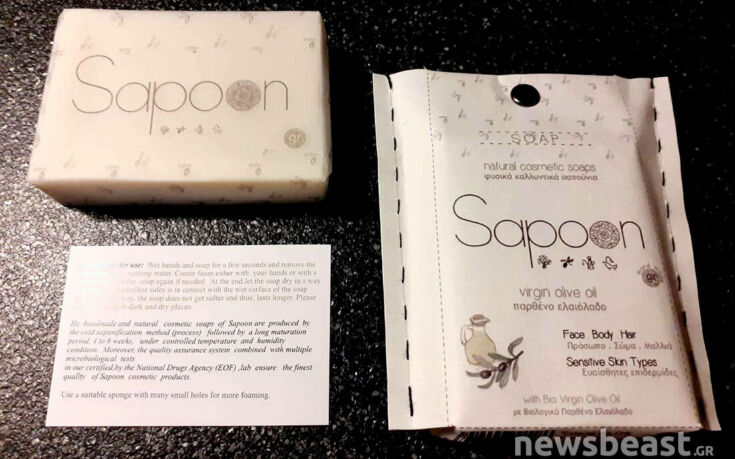 Sapoon
gr
for use: Wet hands and soap for a few seconds and remove the
water. Create foam either with your hands or with a
the soap again if needed. At the end,let the soap dry in a way
smallest sides is in contact with the wet surface of the soap
way, the soap does not get softer and thus, lasts longer. Please
in dark and dry places.
He handmade and natural cosmetic soaps of Sapoon are produced by
the cold saponification method (process) followed by a long maturation
period, 4 to 6 weeks, under controlled temperature and humidity
condition. Moreover, the quality assurance system combined with multiple
microbiological tests
in our certified,by the National Drugs Agency (EOF) ,lab ensure the finest
quality of Sapoon cosmetic products.
Use a suitable sponge with many small holes for more foaming.
SOAP
natural cosmetic soaps
φυσικά καλλυντικά σαπούνια
Sapoon
gr
virgin olive oil
παρθένο ελαιόλαδο
Face Body Hair
Πρόσωπο . Σώμα . Μαλλιά
Sensitive Skin Types
Ευαίσθητες επιδερμίδες
with Bio Virgin Olive Oil
με Βιολογικό Παρθένο Ελαιόλαδο
newsbeast.GR